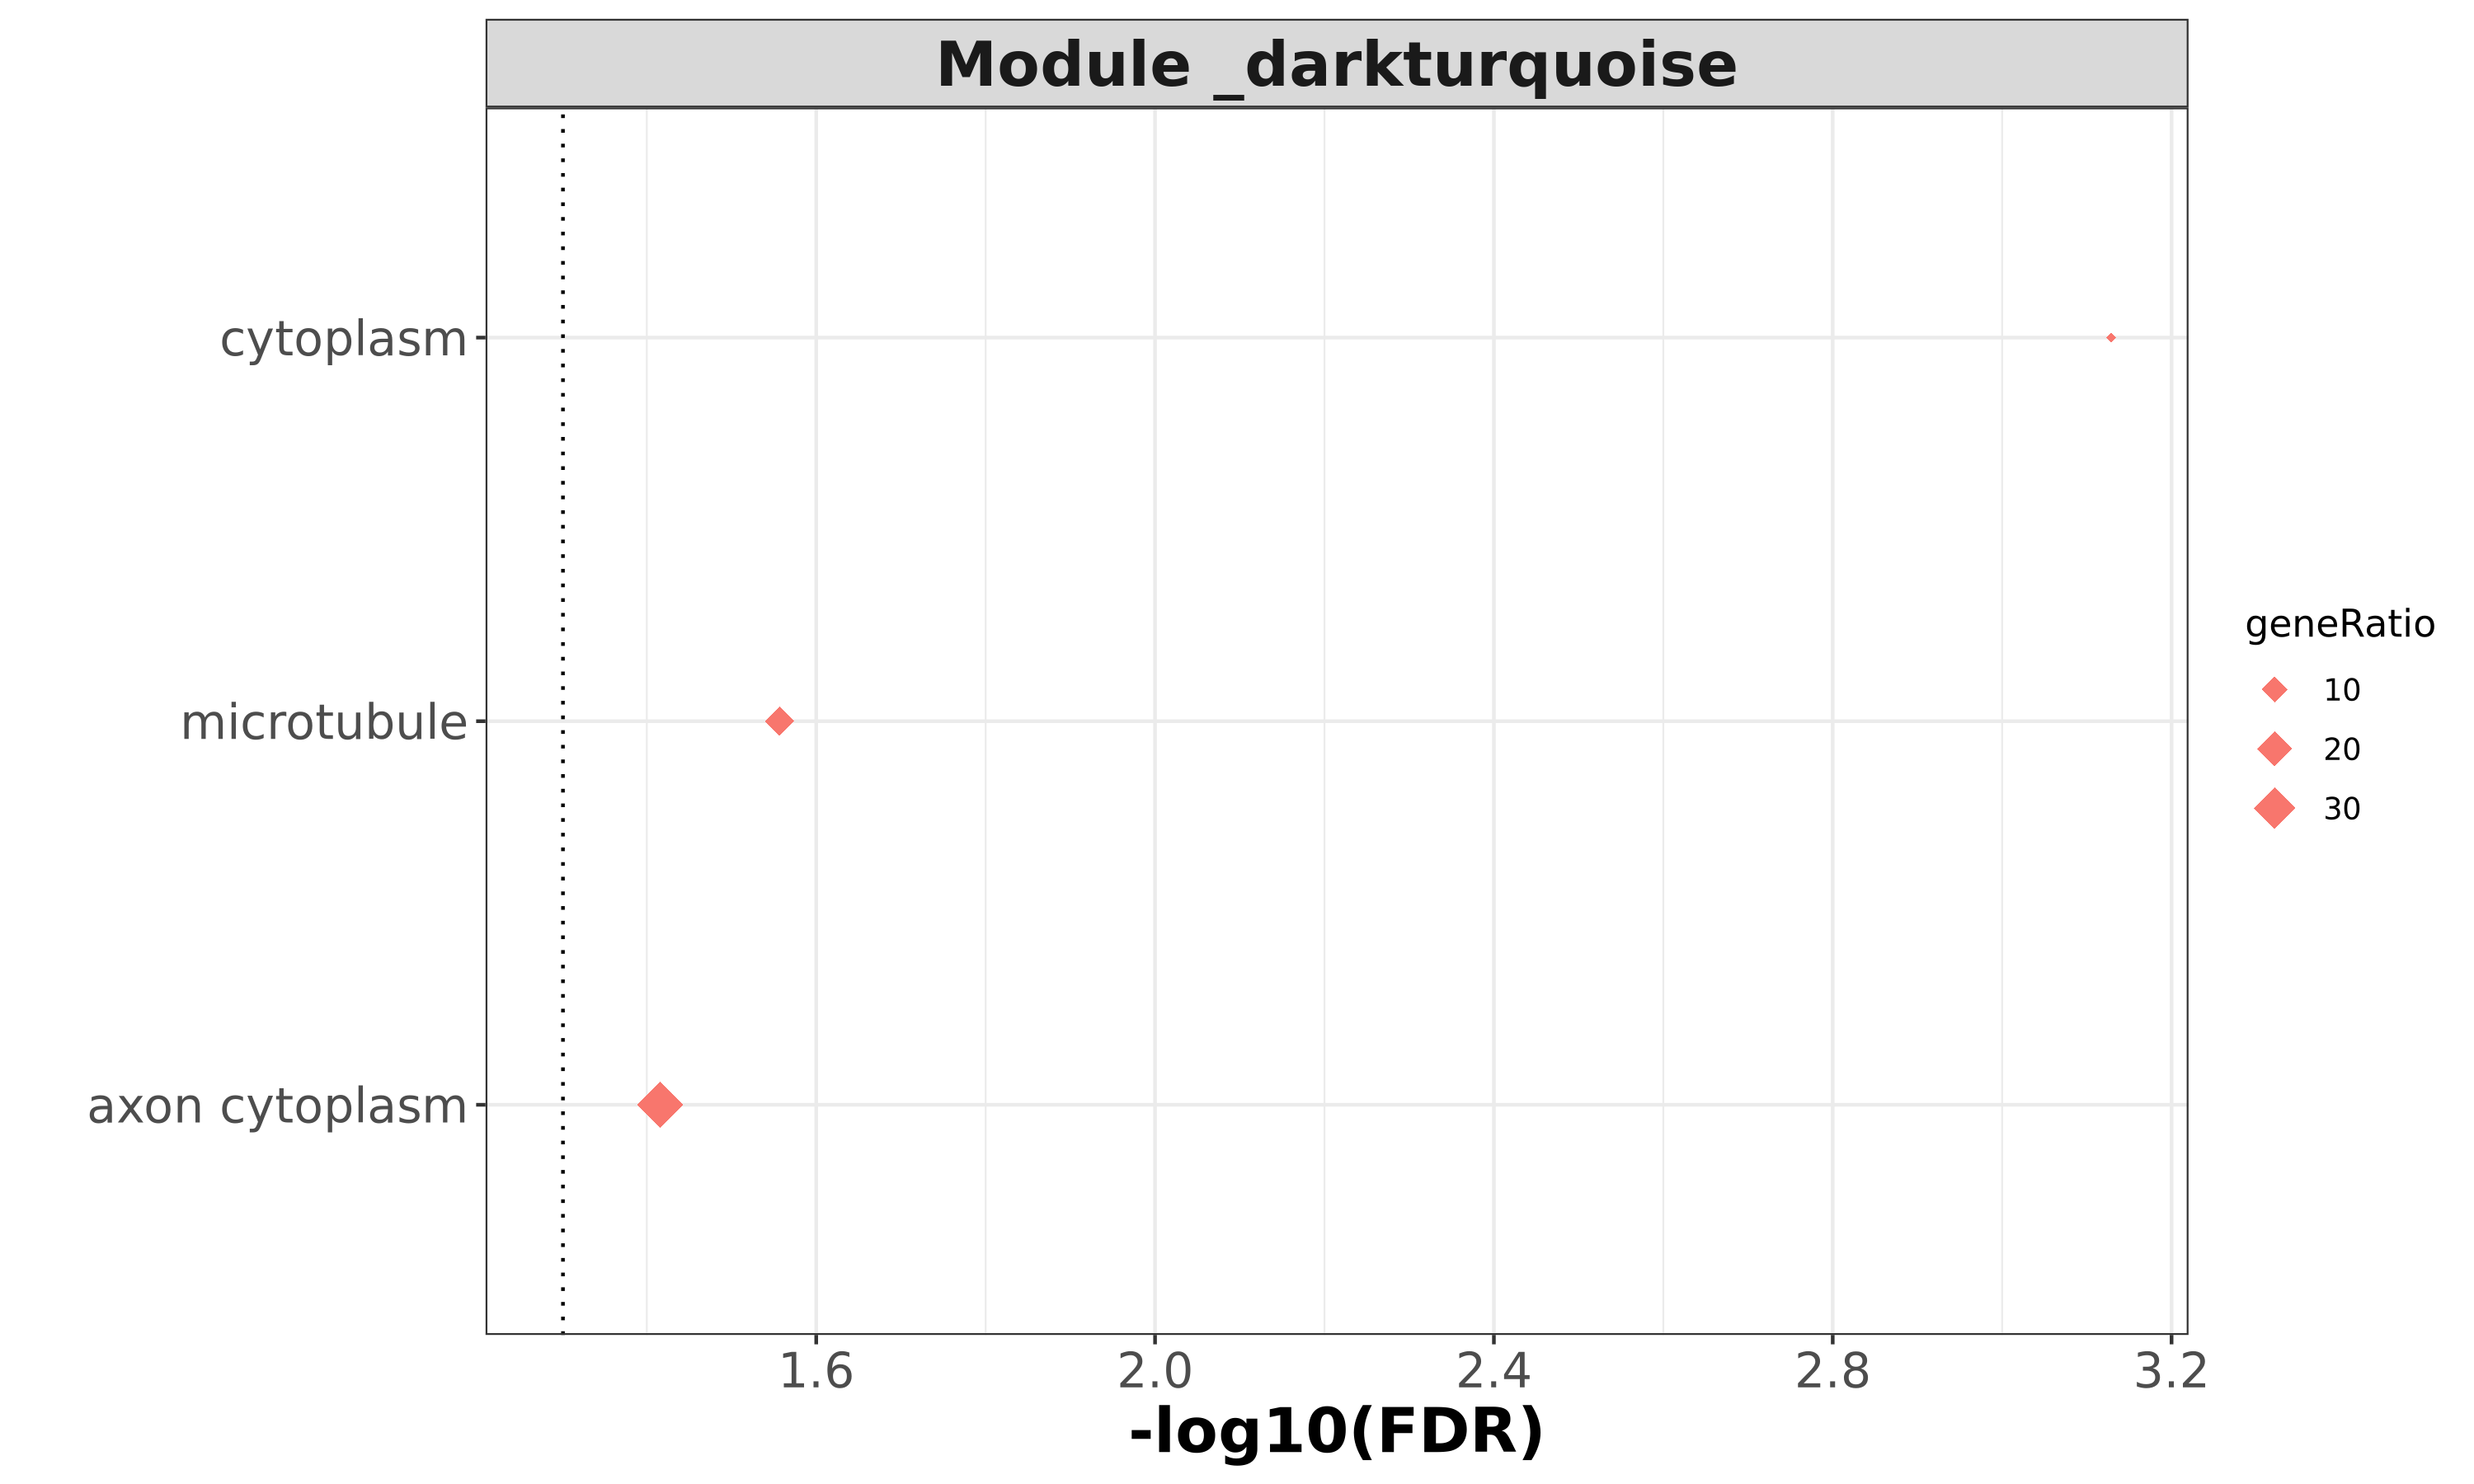 Module _darkturquoise
cytoplasm
microtubule
axon cytoplasm
1.6 2.0 2.4 2.8 3.2
-log10(FDR)
geneRatio
10
20
30